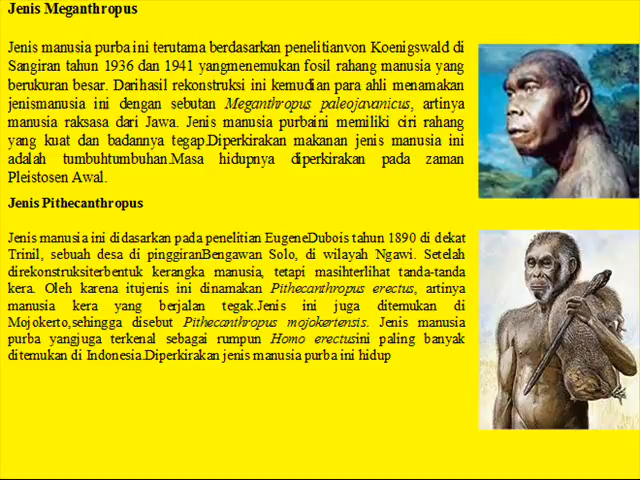 Jenis Meganthropus
Jenis manusia purba ini terutama berdasarkan penelitianvon Koenigswald di
Sangiran tahun 1936 dan 1941 yangmenemukan fosil rahang manusia yang
berukuran besar. Darihasil rekonstruksi ini kemudian para ahli menamakan
jenismanusia ini dengan sebutan Meganthropus paleojavanicus, artinya
manusia raksasa dari Jawa. Jenis manusia purbaini memiliki ciri rahang
yang kuat dan badannya tegap.Diperkirakan makanan jenis manusia ini
adalah tumbuhtumbuhan.Masa hidupnya diperkirakan pada zaman
Pleistosen Awal.
Jenis Pithecanthropus
Jenis manusia ini didasarkan pada penelitian EugeneDubois tahun 1890 di dekat
Trinil, sebuah desa di pinggiranBengawan Solo, di wilayah Ngawi. Setelah
direkonstruksiterbentuk kerangka manusia, tetapi masihterlihat tanda-tanda
kera. Oleh karena itujenis ini dinamakan Pithecanthropus erectus, artinya
manusia kera yang berjalan tegak.Jenis ini juga ditemukan di
Mojokerto,sehingga disebut Pithecanthropus mojokertensis. Jenis manusia
purba yangjuga terkenal sebagai rumpun Homo erectusini paling banyak
ditemukan di Indonesia.Diperkirakan jenis manusia purba ini hidup